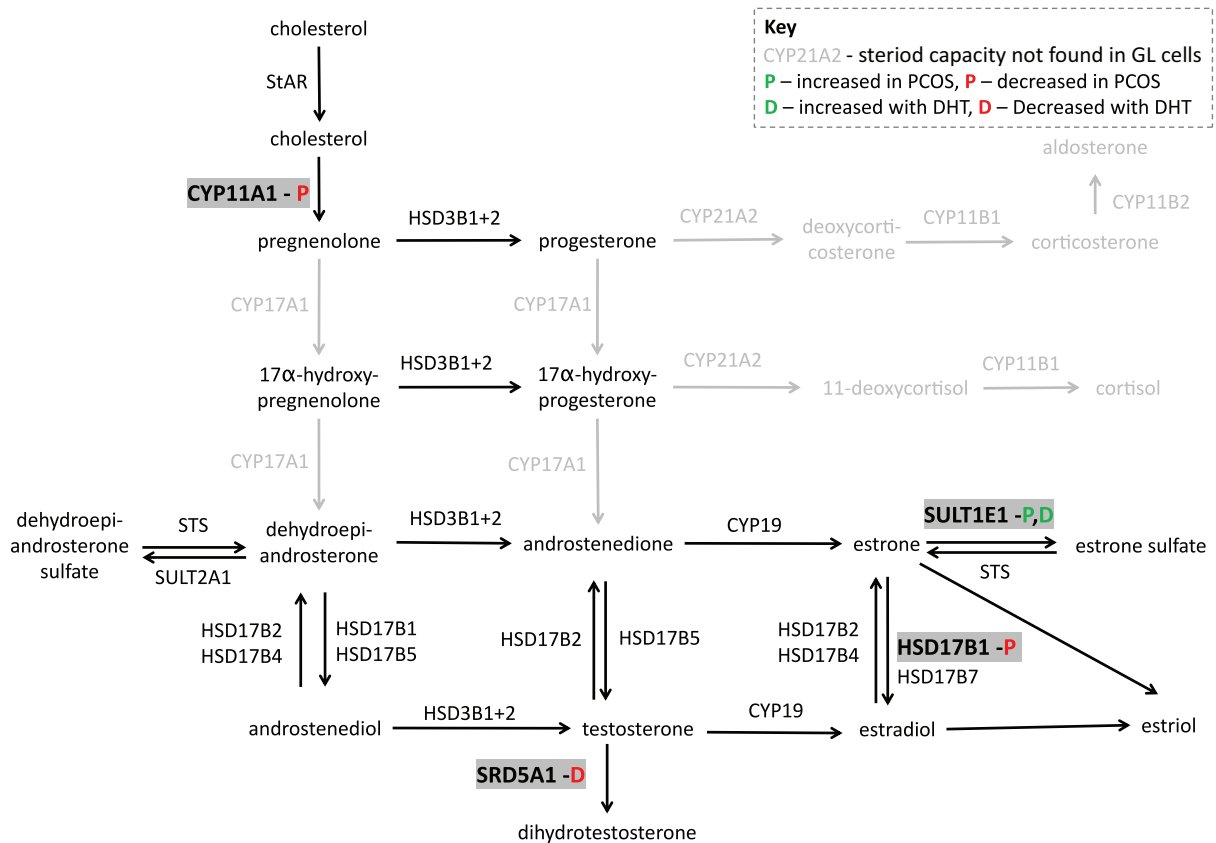 cholesterol
Key
CYP21A2 - steriod capacity not found in GL cells
P – increased in PCOS, P – decreased in PCOS
D – increased with DHT, D – Decreased with DHT
StAR
cholesterol
aldosterone
CYP11A1 - P
CYP11B2
HSD3B1+2
CYP21A2
CYP11B1
pregnenolone
progesterone
deoxycorti-
costerone
corticosterone
CYP17A1
CYP17A1
HSD3B1+2
CYP21A2
CYP11B1
17α-hydroxy-
pregnenolone
17α-hydroxy-
progesterone
11-deoxycortisol
cortisol
CYP17A1
CYP17A1
dehydroepi-
androsterone
sulfate
STS
SULT2A1
dehydroepi-
androsterone
HSD3B1+2
androstenedione
CYP19
estrone
SULT1E1 -P,D
STS
estrone sulfate
HSD17B2
HSD17B4
HSD17B1
HSD17B5
HSD17B2
HSD17B5
HSD17B2
HSD17B4
HSD17B1 -P
HSD17B7
androstenediol
HSD3B1+2
testosterone
CYP19
estradiol
estriol
SRD5A1 -D
dihydrotestosterone